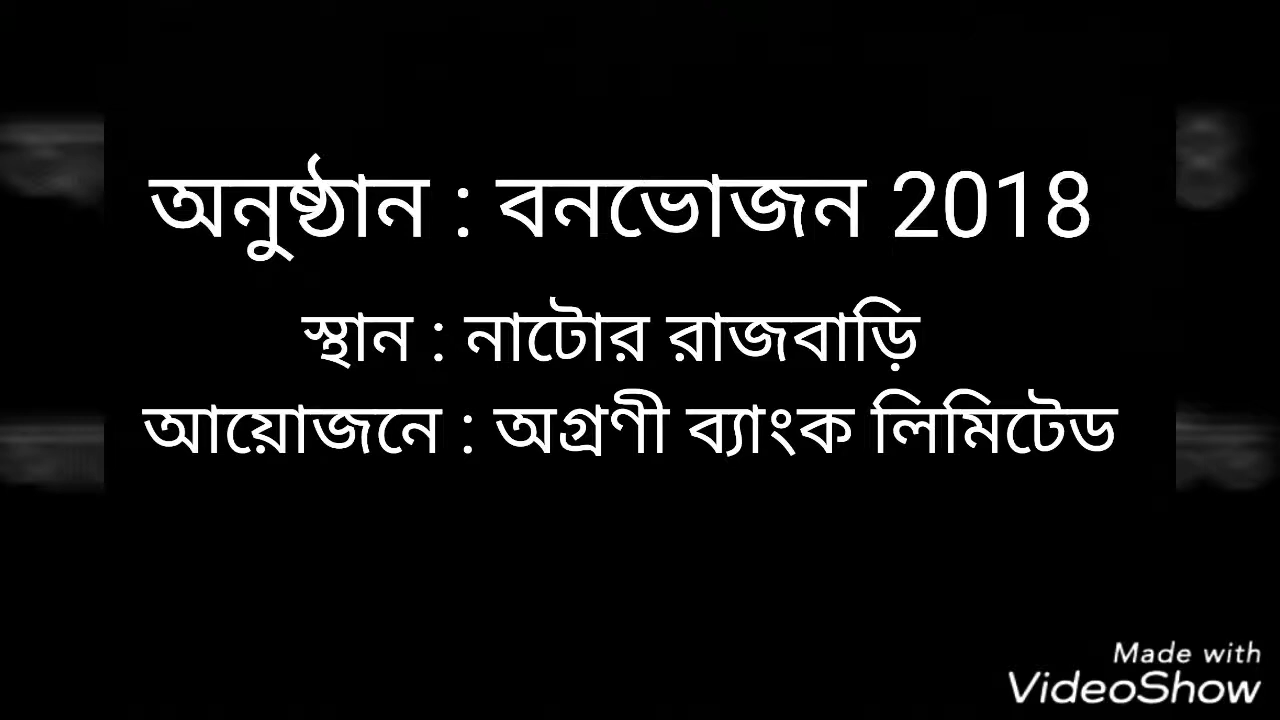 অনুষ্ঠান : বনভোজন 2018
স্থান : নাটোর রাজবাড়ি
আয়োজনে : অগ্রণী ব্যাংক লিমিটেড
Made with
VideoShow